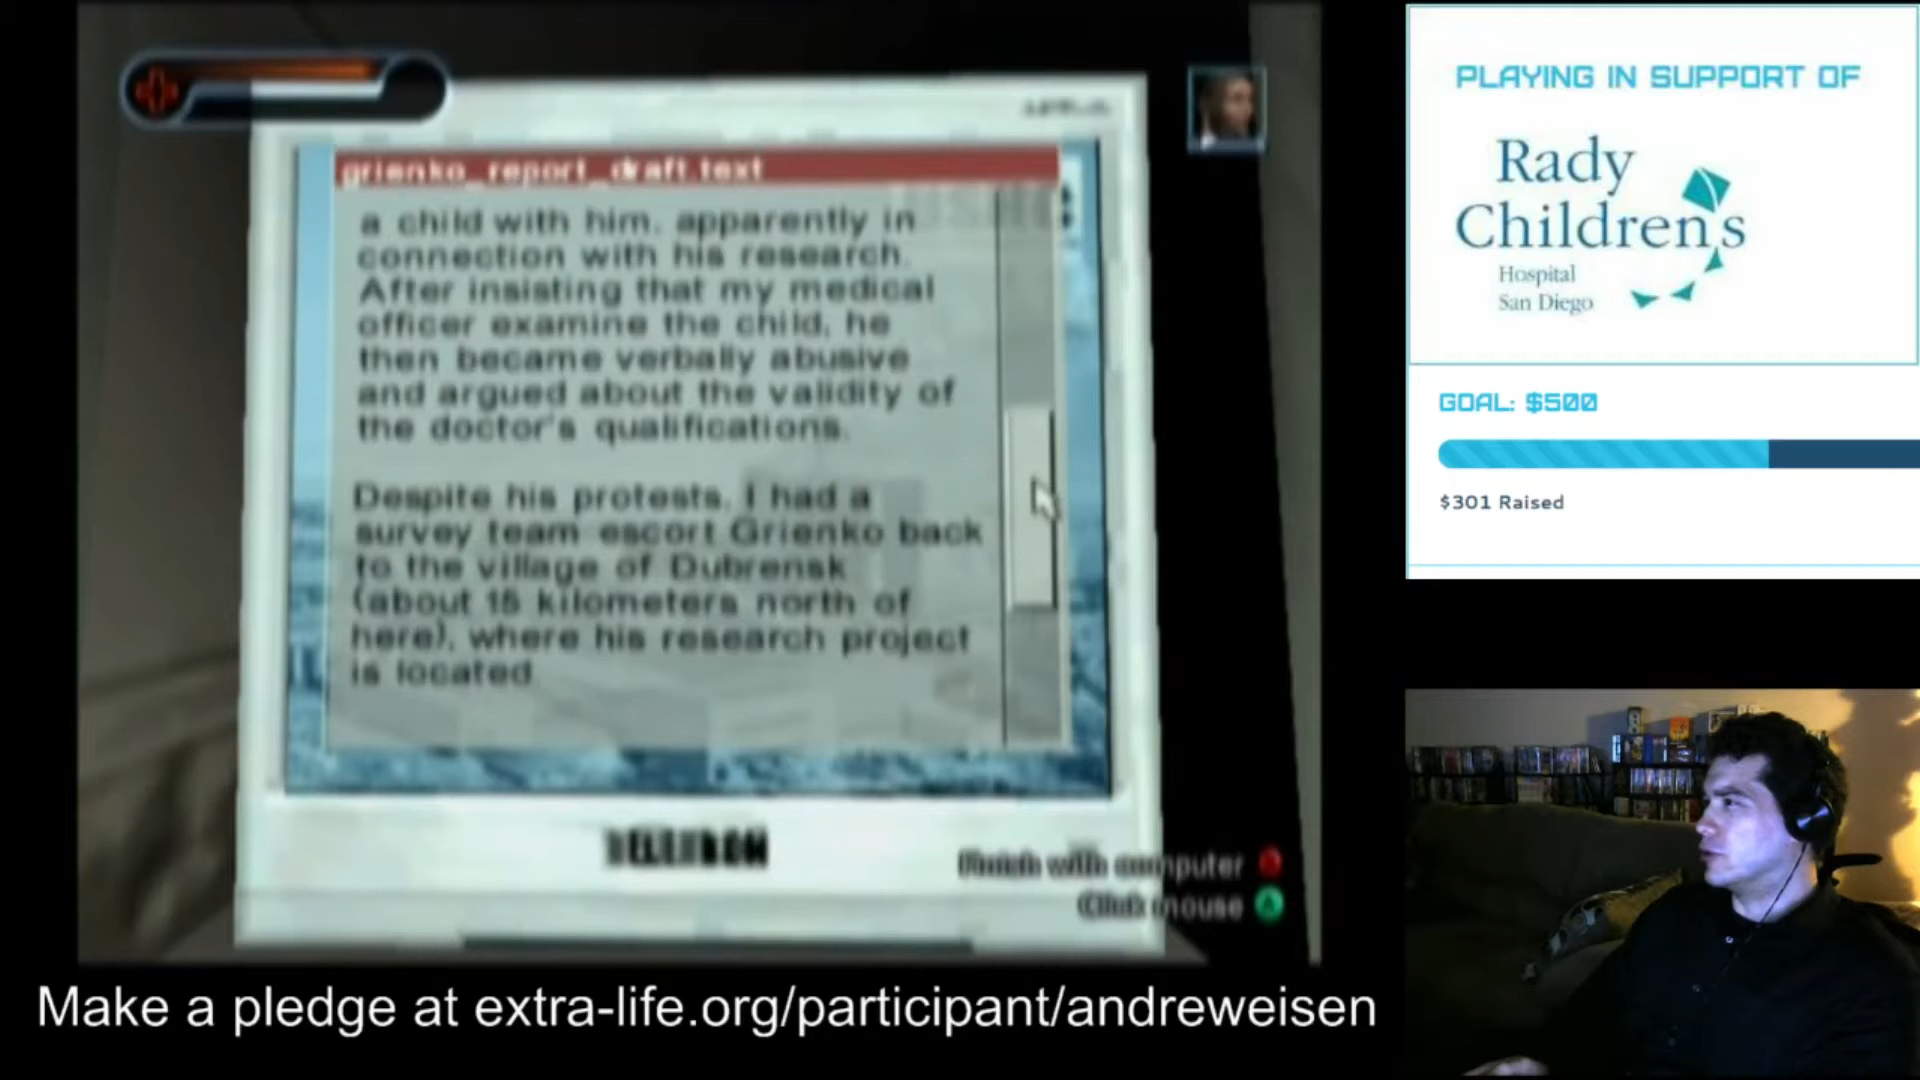 grienko_report_draft.text
a child with him, apparently in
connection with his research.
After insisting that my medical
officer examine the child, he
then became verbally abusive
and argued about the validity of
the doctor's qualifications.
Despite his protests, I had a
survey team escort Grienko back
to the village of Dubrensk
(about 15 kilometers north of
here), where his research project
is located
Finish with computer
Click mouse A
PLAYING IN SUPPORT OF
Rady
Children's
Hospital
San Diego
GOAL: $500
$301 Raised
Make a pledge at extra-life.org/participant/andreweisen